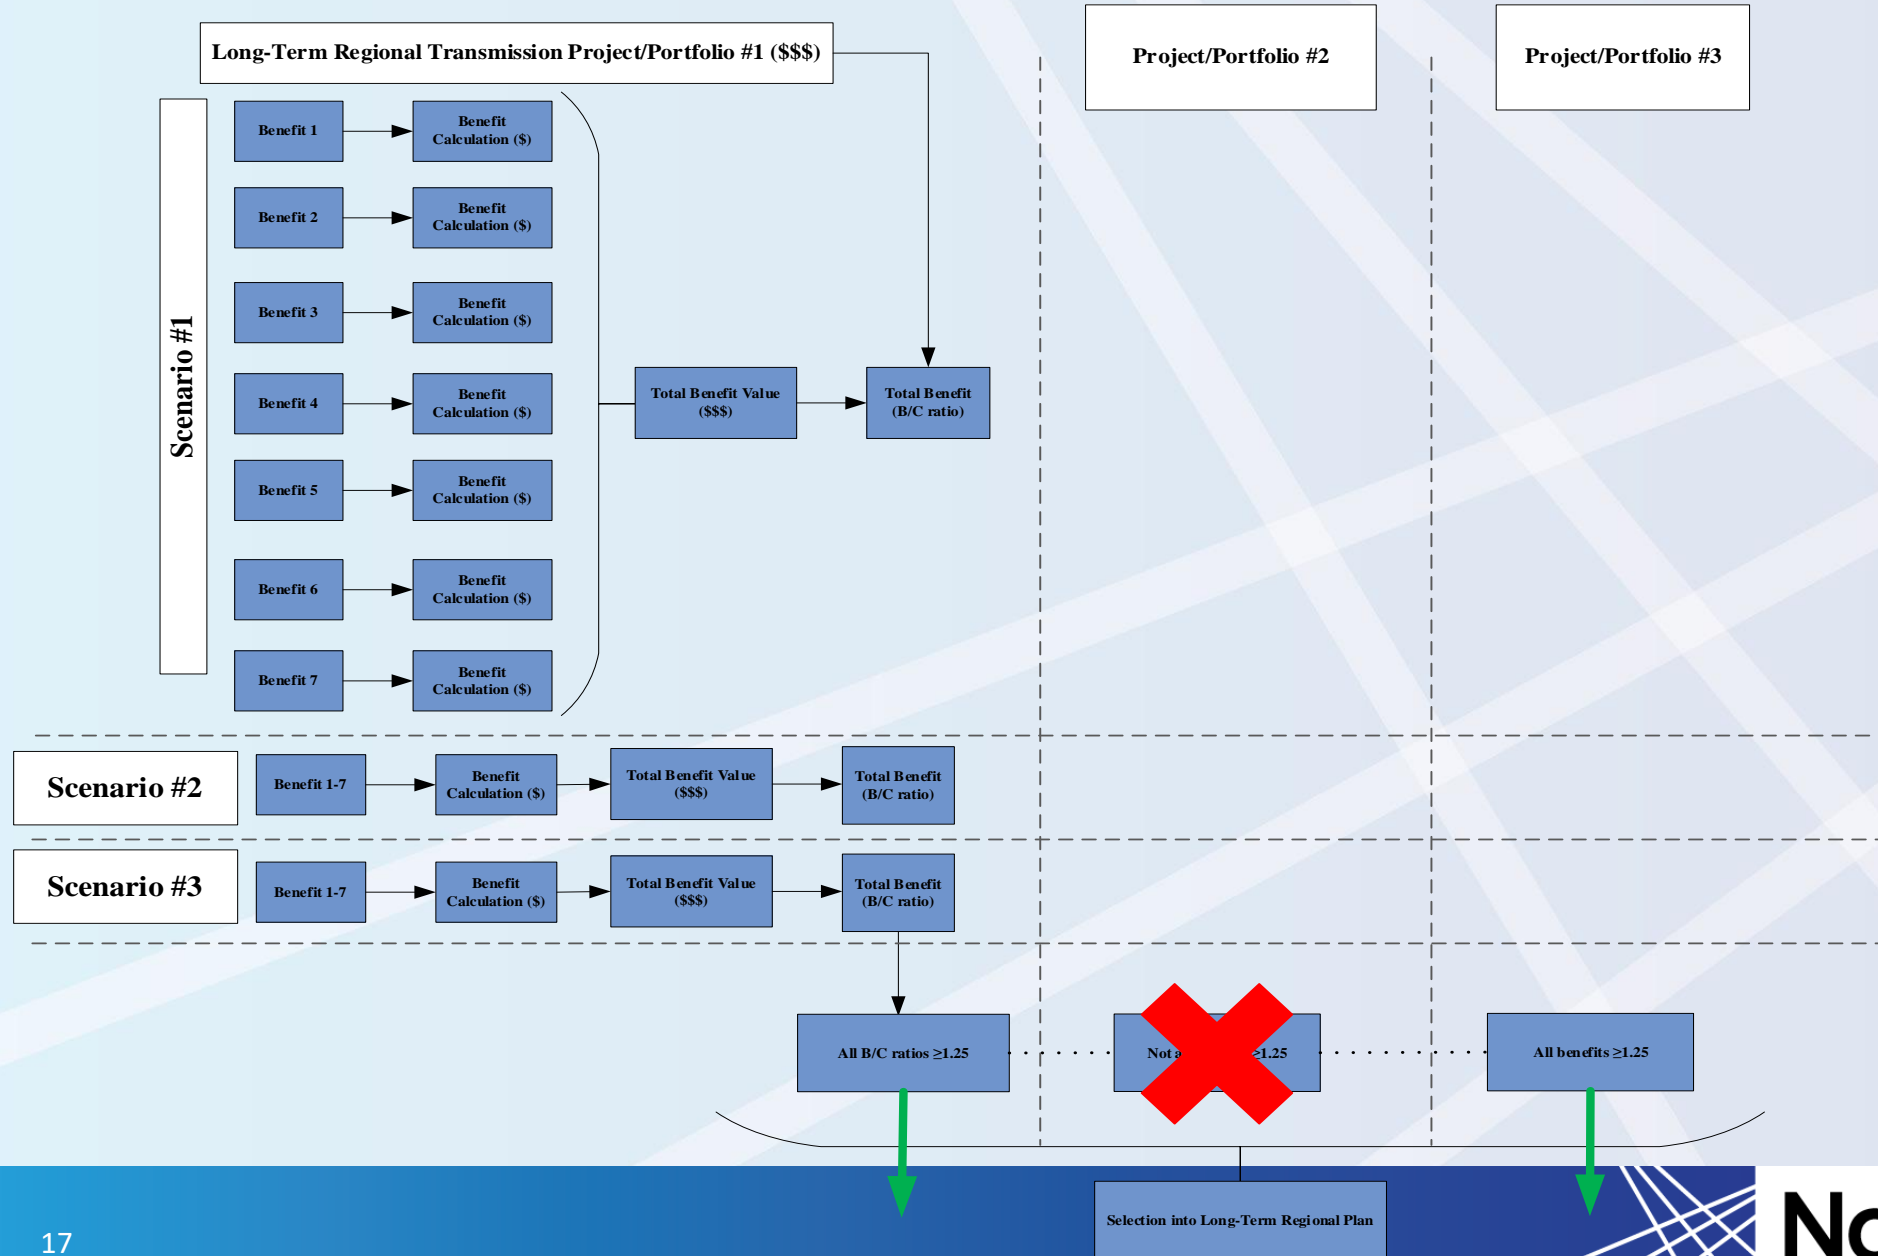 Long-Term Regional Transmission Project/Portfolio #1 ($$$)
Project/Portfolio #2
Project/Portfolio #3
Scenario #1
Benefit 1
Benefit
Calculation ($)
Benefit 2
Benefit
Calculation ($)
Benefit 3
Benefit
Calculation ($)
Benefit 4
Benefit
Calculation ($)
Total Benefit Value
($$$)
Total Benefit
(B/C ratio)
Benefit 5
Benefit
Calculation ($)
Benefit 6
Benefit
Calculation ($)
Benefit 7
Benefit
Calculation ($)
Scenario #2
Benefit 1-7
Benefit
Calculation ($)
Total Benefit Value
($$$)
Total Benefit
(B/C ratio)
Scenario #3
Benefit 1-7
Benefit
Calculation ($)
Total Benefit Value
($$$)
Total Benefit
(B/C ratio)
All B/C ratios ≥1.25
Not ≥1.25
All benefits ≥1.25
Selection into Long-Term Regional Plan
17